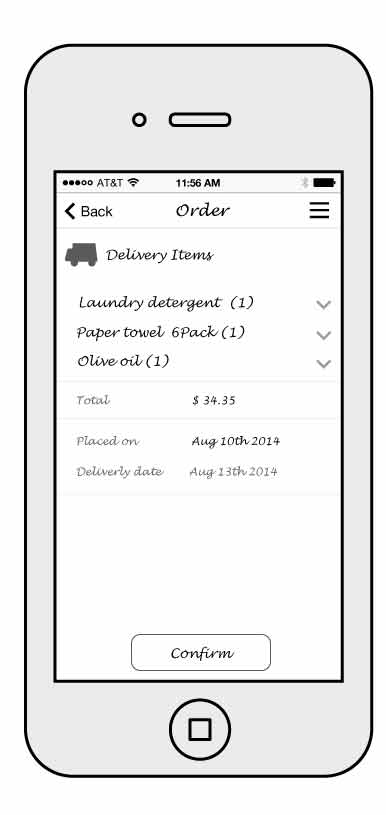 AT&T 11:56 AM
Back Order
Delivery Items
Laundry detergent (1)
Paper towel 6Pack (1)
Olive oil (1)
Total $ 34.35
Placed on Aug 10th 2014
Deliverly date Aug 13th 2014
Confirm